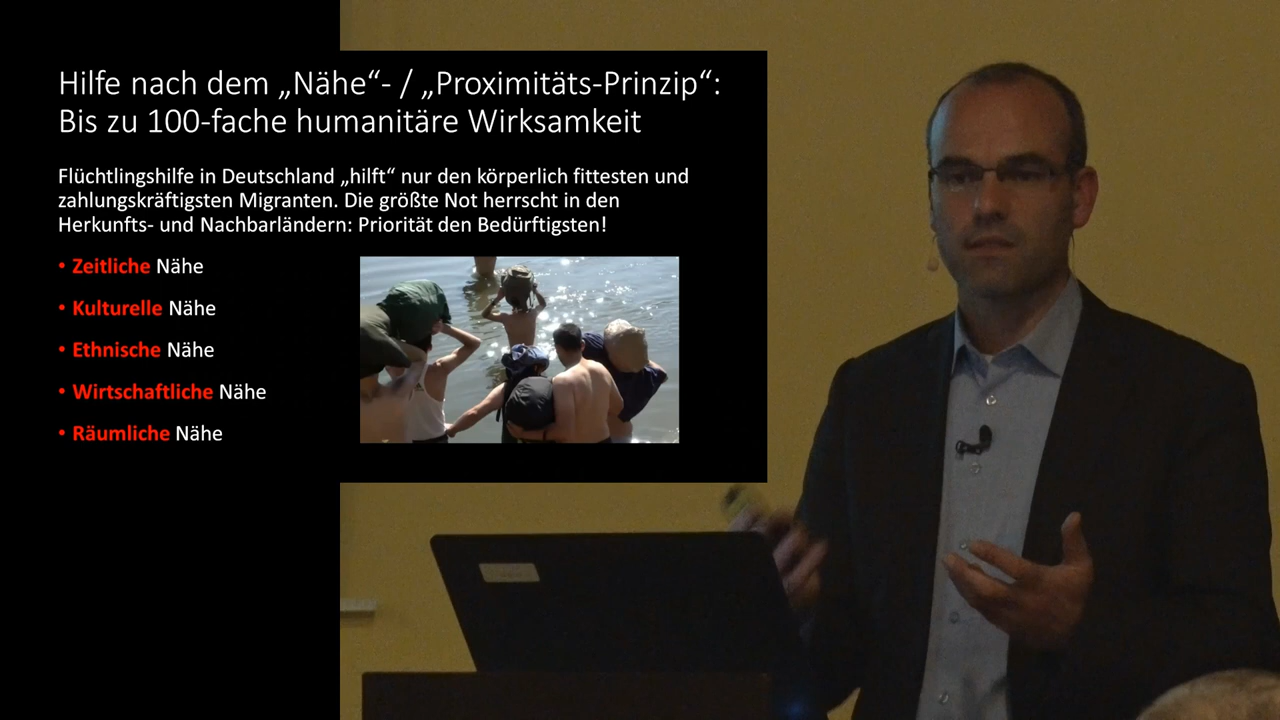 Hilfe nach dem „Nähe“- / „Proximitäts-Prinzip“:
Bis zu 100-fache humanitäre Wirksamkeit
Flüchtlingshilfe in Deutschland „hilft“ nur den körperlich fittesten und
zahlungskräftigsten Migranten. Die größte Not herrscht in den
Herkunfts- und Nachbarländern: Priorität den Bedürftigsten!
• Zeitliche Nähe
• Kulturelle Nähe
• Ethnische Nähe
• Wirtschaftliche Nähe
• Räumliche Nähe